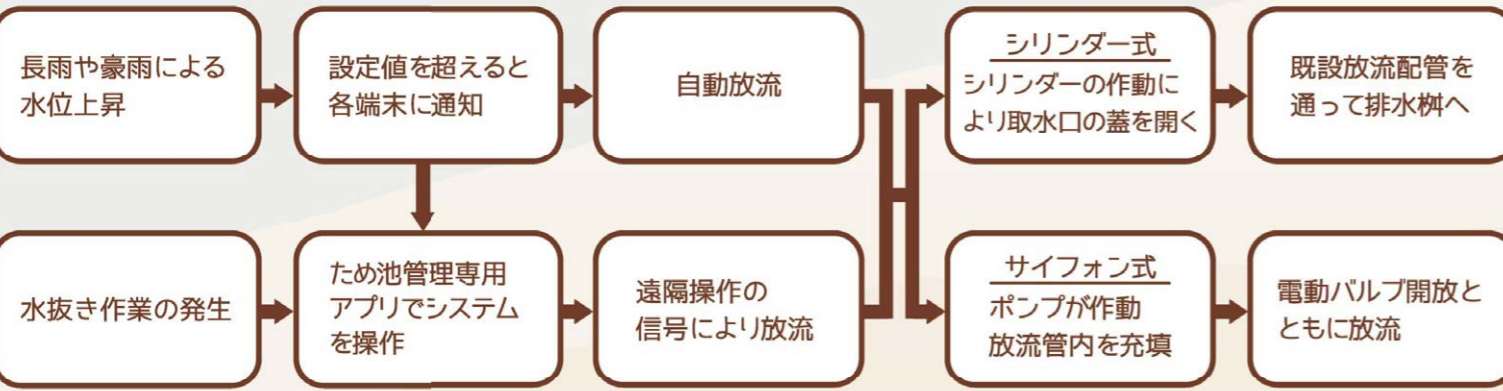 長雨や豪雨による
水位上昇
設定値を超えると
各端末に通知
自動放流
シリンダー式
シリンダーの作動に
より取水口の蓋を開く
既設放流配管を
通って排水桝へ
水抜き作業の発生
ため池管理専用
アプリでシステム
を操作
遠隔操作の
信号により放流
サイフォン式
ポンプが作動
放流管内を充填
電動バルブ開放と
ともに放流